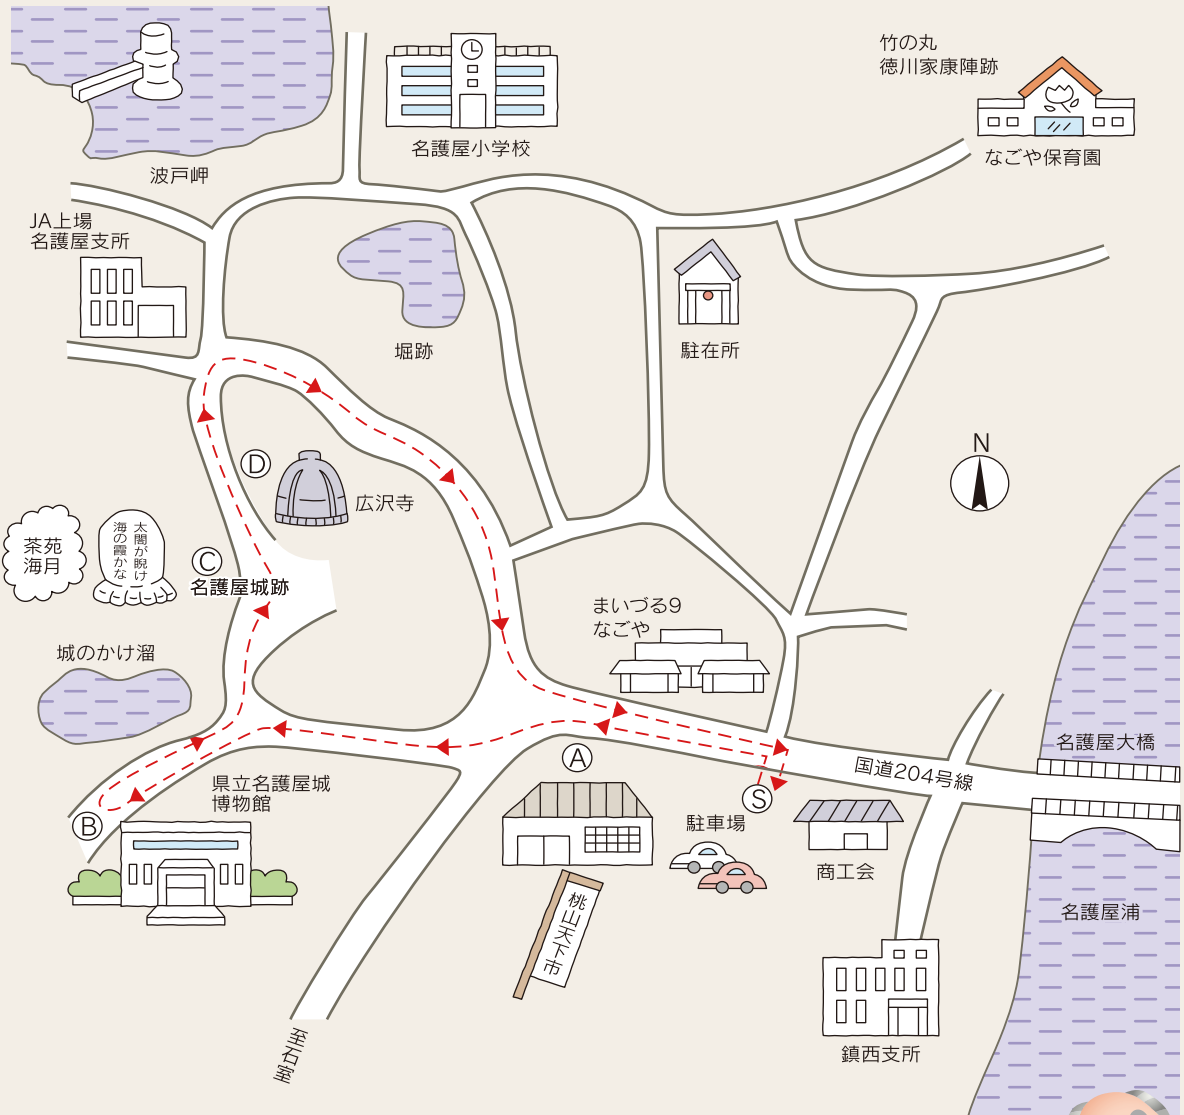 波戸岬
名護屋小学校
竹の丸
徳川家康陣跡
なごや保育園
JA上場
名護屋支所
堀跡
駐在所
N
D
広沢寺
茶苑
海月
太閤が睨け
海の霞かな
C
名護屋城跡
まいづる9
なごや
城のかけ溜
名護屋大橋
国道204号線
A
県立名護屋城
博物館
B
S
駐車場
商工会
桃山天下市
名護屋浦
鎮西支所
至石室